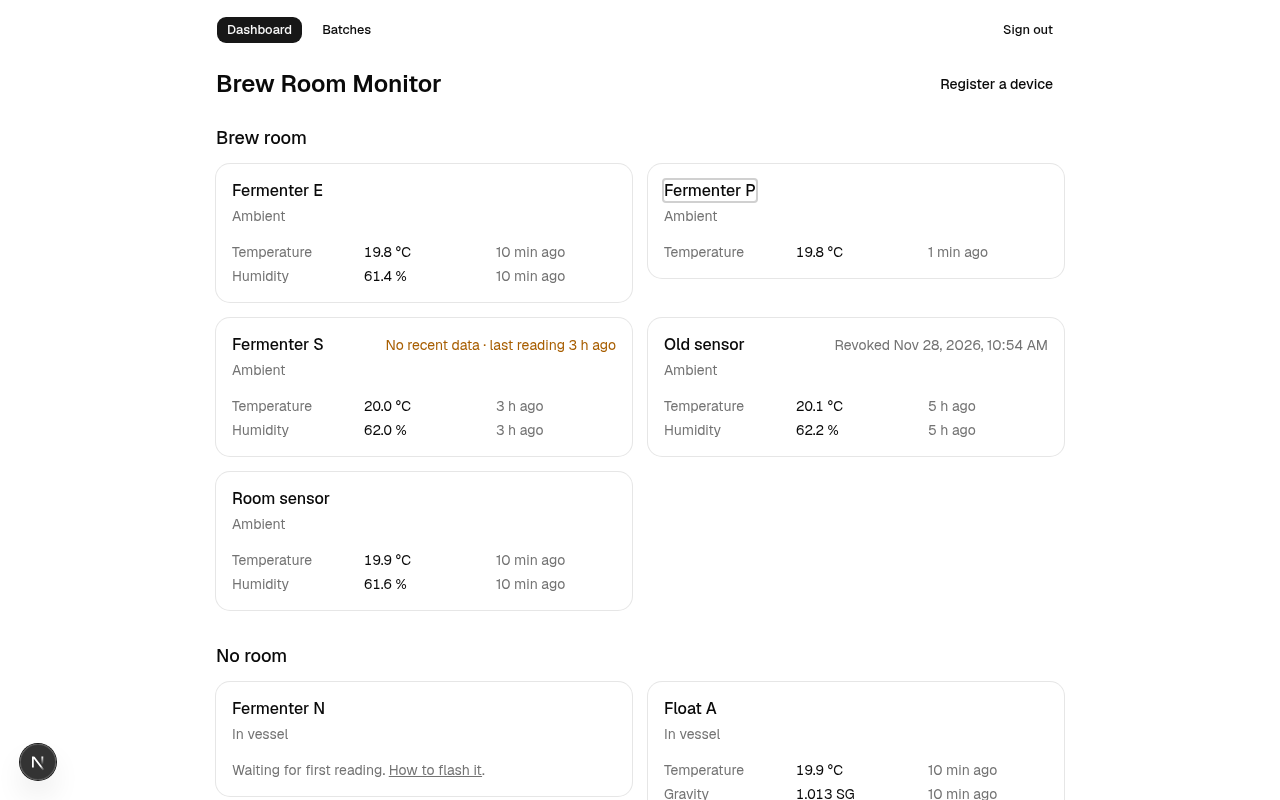 Dashboard Batches Sign out
Brew Room Monitor Register a device
Brew room
Fermenter E
Ambient
Temperature 19.8 °C 10 min ago
Humidity 61.4 % 10 min ago
Fermenter P
Ambient
Temperature 19.8 °C 1 min ago
Fermenter S No recent data · last reading 3 h ago
Ambient
Temperature 20.0 °C 3 h ago
Humidity 62.0 % 3 h ago
Old sensor Revoked Nov 28, 2026, 10:54 AM
Ambient
Temperature 20.1 °C 5 h ago
Humidity 62.2 % 5 h ago
Room sensor
Ambient
Temperature 19.9 °C 10 min ago
Humidity 61.6 % 10 min ago
No room
Fermenter N
In vessel
Waiting for first reading. How to flash it.
Float A
In vessel
Temperature 19.9 °C 10 min ago
Gravity 1.013 SG 10 min ago
N